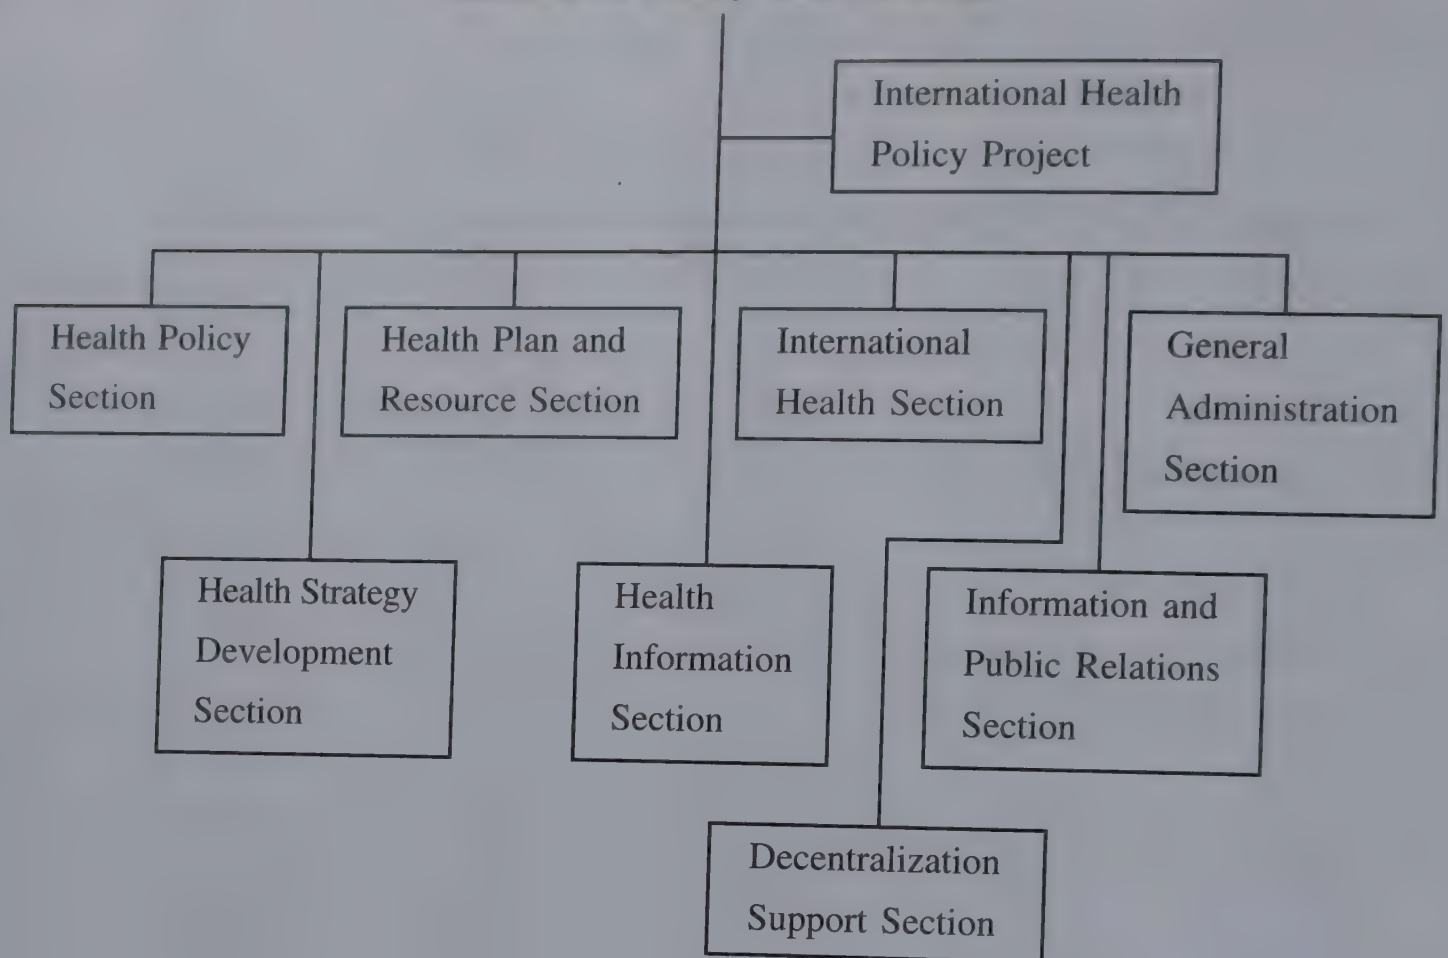 International Health
Policy Project
Health Policy
Section
Health Plan and
Resource Section
International
Health Section
General
Administration
Section
Health Strategy
Development
Section
Health
Information
Section
Information and
Public Relations
Section
Decentralization
Support Section